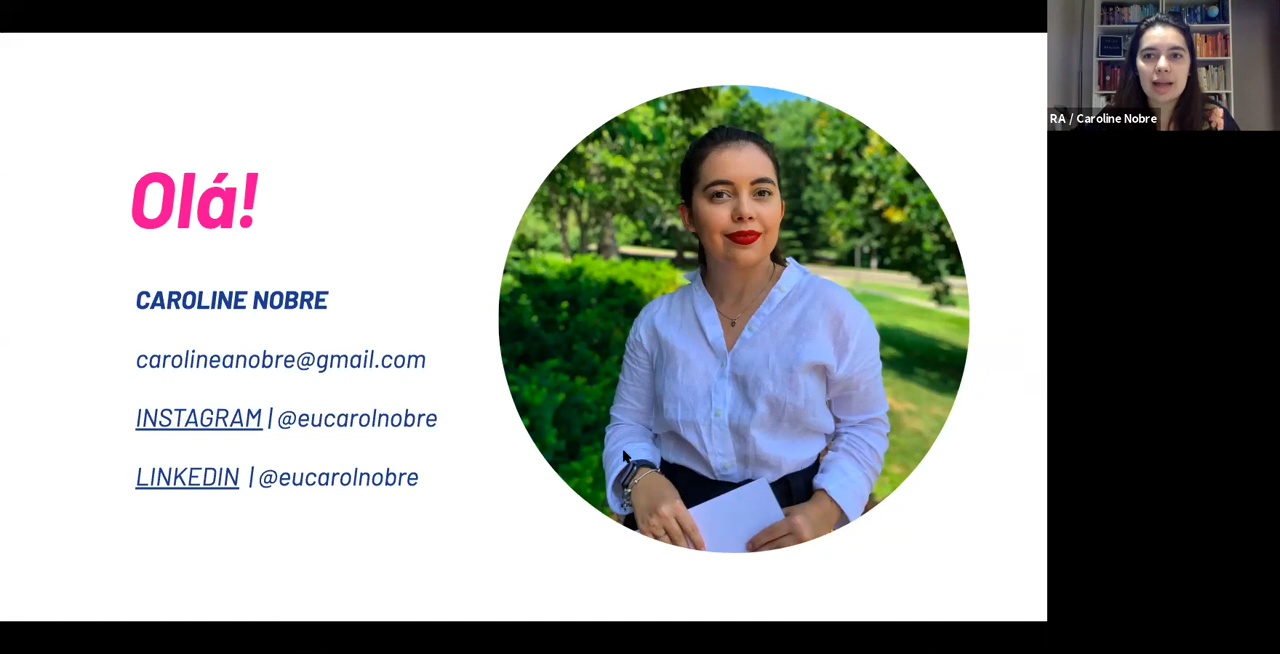 Olá!
CAROLINE NOBRE
carolineanobre@gmail.com
INSTAGRAM | @eucarolnobre
LINKEDIN | @eucarolnobre
RA / Caroline Nobre